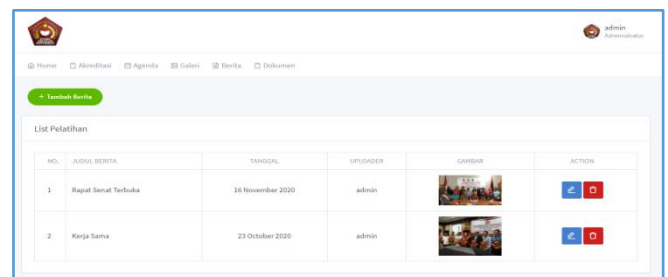 admin
Administrator
Home Akreditasi Agenda Galeri Berita Dokumen
+ Tambah Berita
List Pelatihan
NO. JUDUL BERITA TANGGAL UPLOADER GAMBAR ACTION
1 Rapat Senat Terbuka 16 November 2020 admin
2 Kerja Sama 23 October 2020 admin